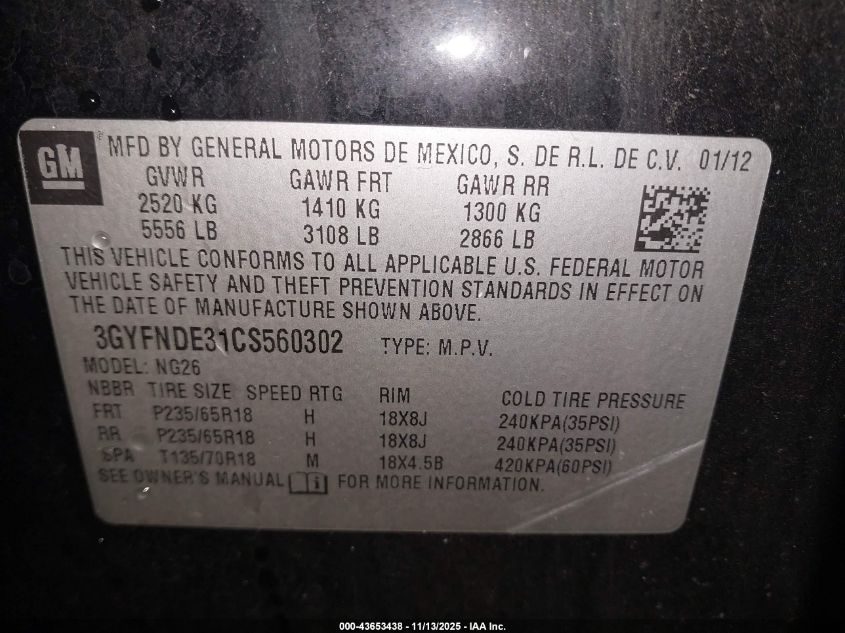 GM
MFD BY GENERAL MOTORS DE MEXICO, S. DE R.L. DE C.V. 01/12
GVWR GAWR FRT GAWR RR
2520 KG 1410 KG 1300 KG
5556 LB 3108 LB 2866 LB
THIS VEHICLE CONFORMS TO ALL APPLICABLE U.S. FEDERAL MOTOR
VEHICLE SAFETY AND THEFT PREVENTION STANDARDS IN EFFECT ON
THE DATE OF MANUFACTURE SHOWN ABOVE.
3GYFNDE31CS560302 TYPE: M.P.V.
MODEL: NG26
NBBR TIRE SIZE SPEED RTG RIM COLD TIRE PRESSURE
FRT P235/65R18 H 18X8J 240KPA(35PSI)
RR P235/65R18 H 18X8J 240KPA(35PSI)
SPA T135/70R18 M 18X4.5B 420KPA(60PSI)
SEE OWNER'S MANUAL FOR MORE INFORMATION.
000-43653438 - 11/13/2025 - IAA Inc.